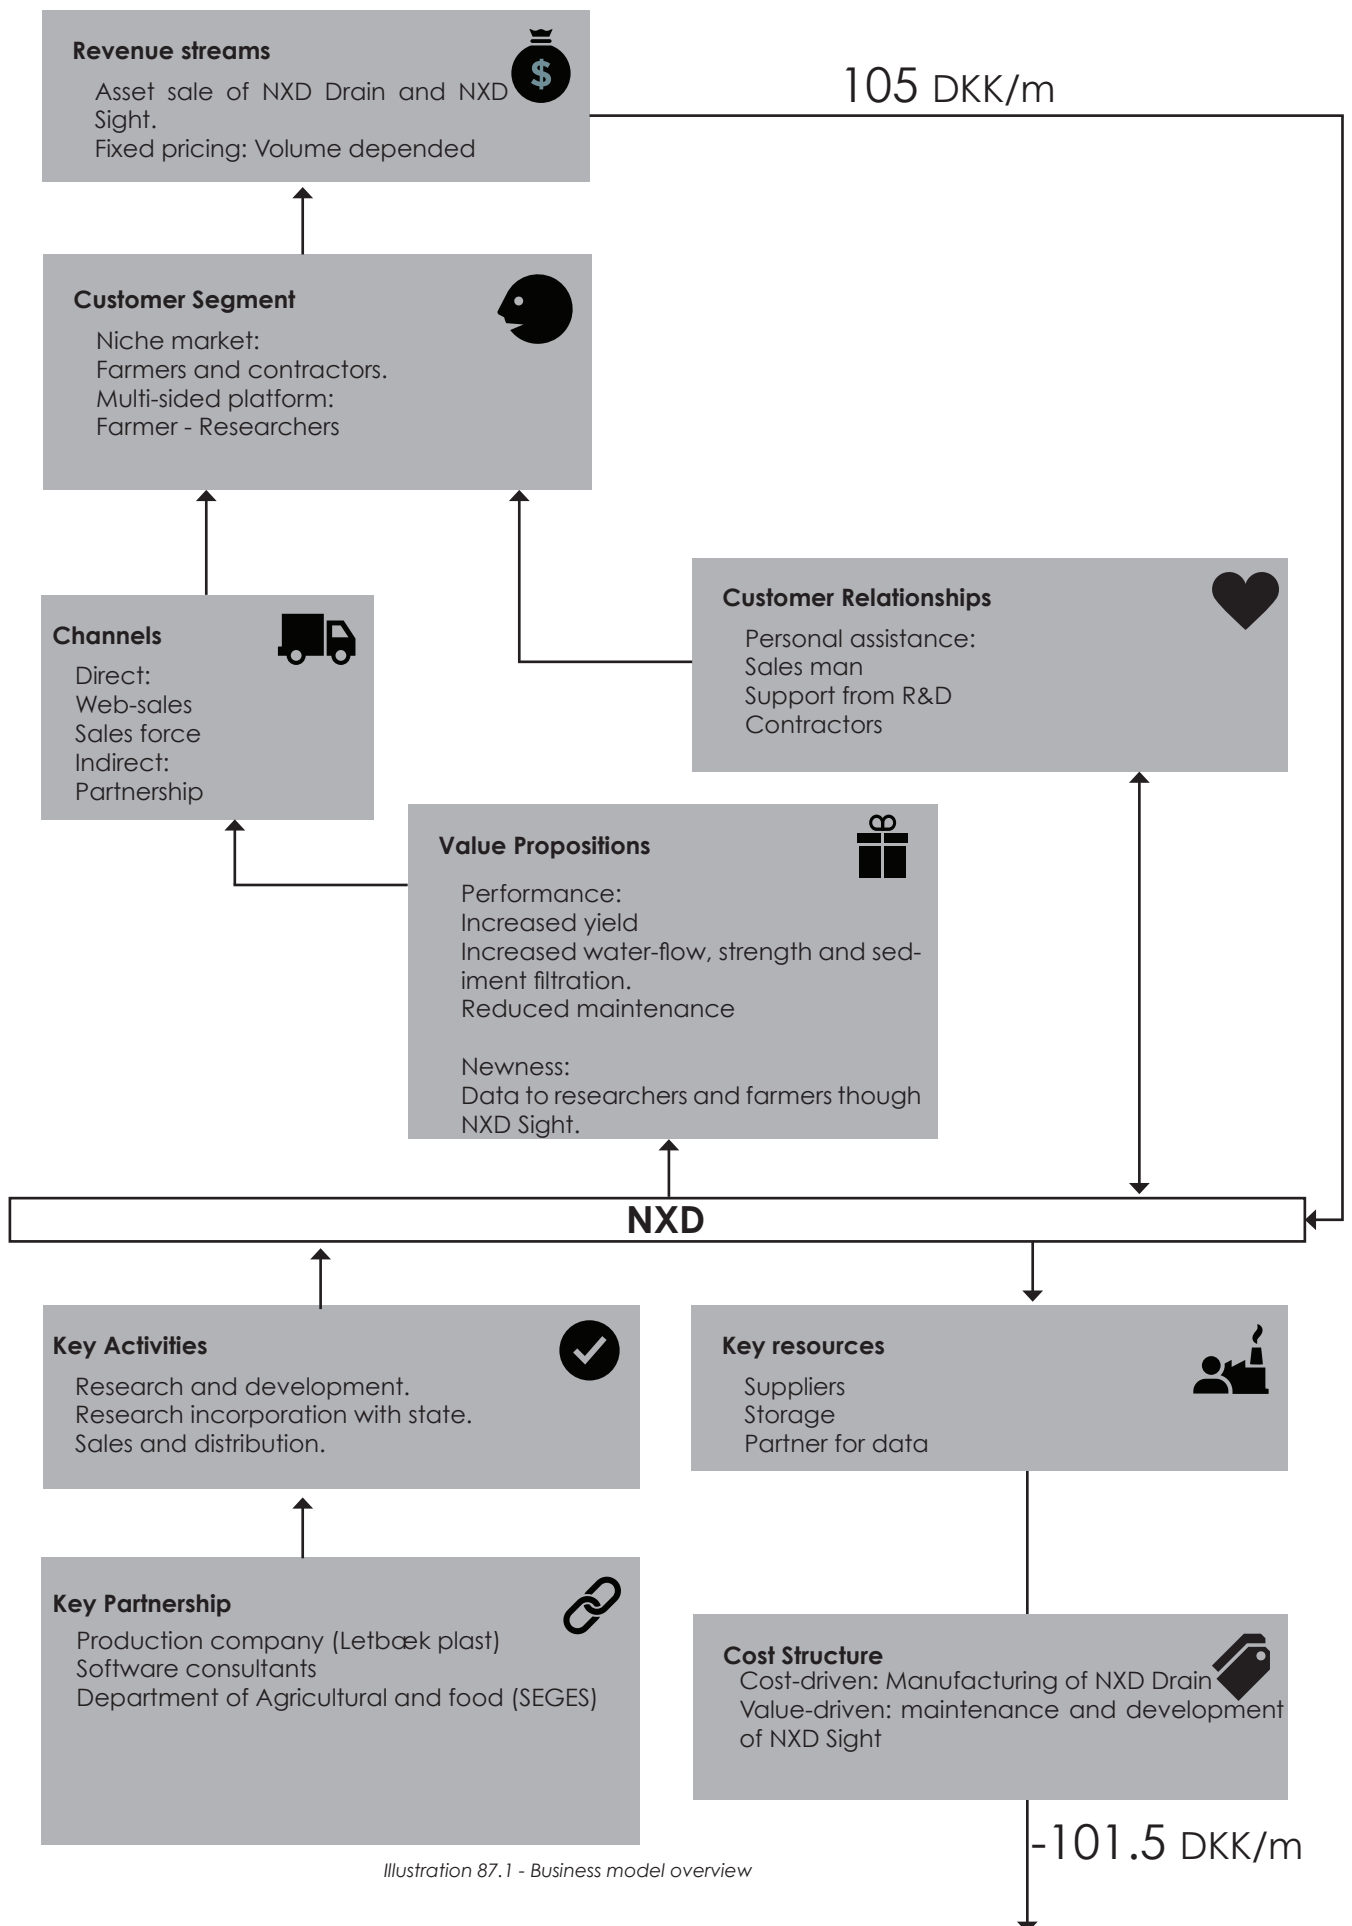 Revenue streams
Asset sale of NXD Drain and NXD
Sight.
Fixed pricing: Volume depended
$
105 DKK/m
Customer Segment
Niche market:
Farmers and contractors.
Multi-sided platform:
Farmer - Researchers
Channels
Direct:
Web-sales
Sales force
Indirect:
Partnership
Customer Relationships
Personal assistance:
Sales man
Support from R&D
Contractors
Value Propositions
Performance:
Increased yield
Increased water-flow, strength and sed-
iment filtration.
Reduced maintenance
Newness:
Data to researchers and farmers though
NXD Sight.
NXD
Key Activities
Research and development.
Research incorporation with state.
Sales and distribution.
Key resources
Suppliers
Storage
Partner for data
Key Partnership
Production company (Letbæk plast)
Software consultants
Department of Agricultural and food (SEGES)
Cost Structure
Cost-driven: Manufacturing of NXD Drain
Value-driven: maintenance and development
of NXD Sight
-101.5 DKK/m
Illustration 87.1 - Business model overview